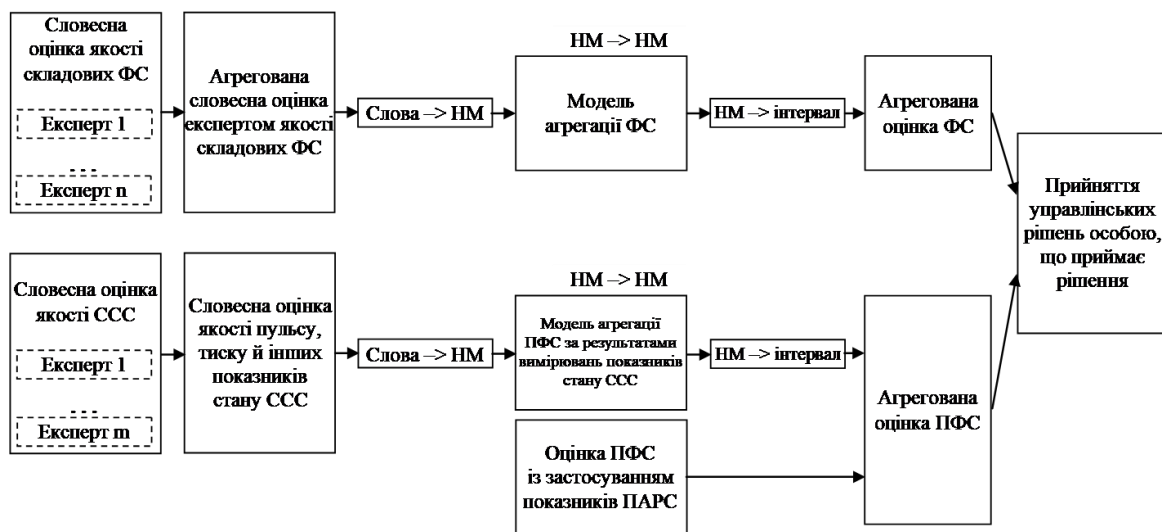 Словесна
оцінка якості
складових ФС
Експерт 1
...
Експерт n
Агрегована
словесна оцінка
експертом якості
складових ФС
Слова –> НМ
НМ –> НМ
Модель
агрегації ФС
НМ –> інтервал
Агрегована
оцінка ФС
Прийняття
управлінських
рішень особою,
що приймає
рішення
Словесна оцінка
якості ССС
Експерт 1
...
Експерт m
Словесна оцінка
якості пульсу,
тиску й інших
показників
стану ССС
Слова –> НМ
НМ –> НМ
Модель агрегації
ПФС за результатами
вимірювань показників
стану ССС
НМ –> інтервал
Агрегована
оцінка ПФС
Оцінка ПФС
із застосуванням
показників ПАРС